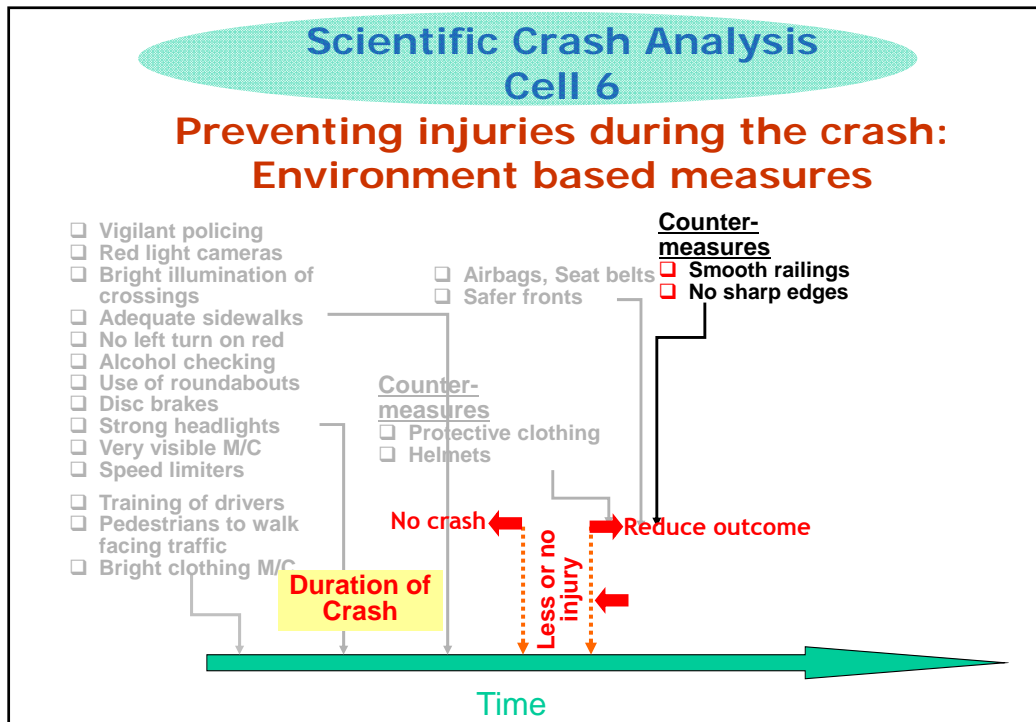 Scientific Crash Analysis
Cell 6
Preventing injuries during the crash:
Environment based measures
❑ Vigilant policing
❑ Red light cameras
❑ Bright illumination of
crossings
❑ Adequate sidewalks
❑ No left turn on red
❑ Alcohol checking
❑ Use of roundabouts
❑ Disc brakes
❑ Strong headlights
❑ Very visible M/C
❑ Speed limiters
❑ Training of drivers
❑ Pedestrians to walk
facing traffic
❑ Bright clothing M/C
❑ Airbags, Seat belts
❑ Safer fronts
Counter-
measures
❑ Smooth railings
❑ No sharp edges
Counter-
measures
❑ Protective clothing
❑ Helmets
No crash
Reduce outcome
Duration of
Crash
Less or no
injury
Time